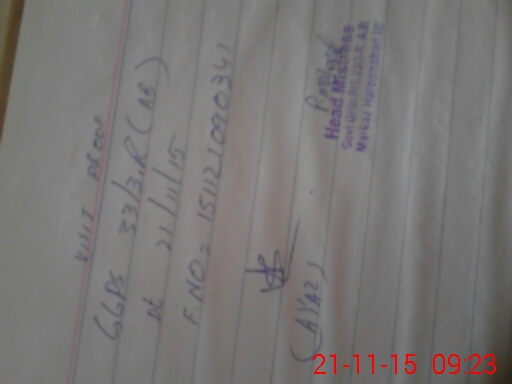 VISIT PROOF
GGPS 33/3.R (AB)
Dt 21/11/15
F.NO = 151121090341
(AYAZ)
Head Mistress
21-11-15 09:23